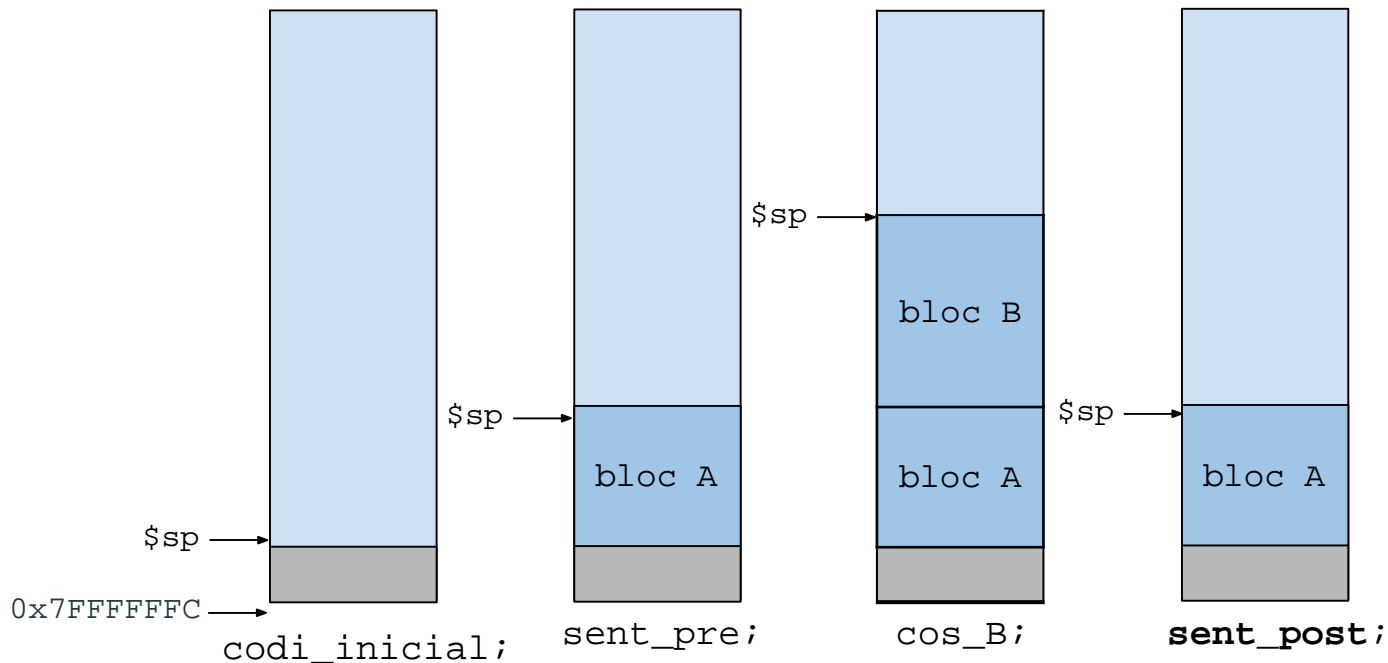 $sp
bloc B
$sp
bloc A
bloc A
$sp
bloc A
$sp
0x7FFFFFFC
codi_inicial;
sent_pre;
cos_B;
sent_post;